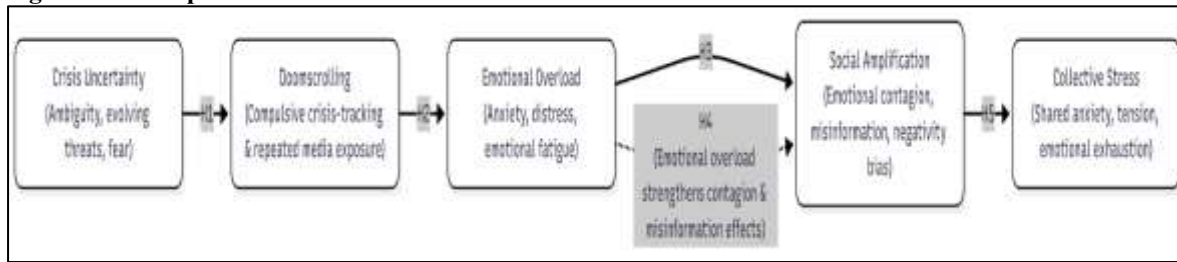 Crisis Uncertainty
(Ambiguity, evolving
threats, fear)
H1
Doomscrolling
(Compulsive crisis-tracking
& repeated media exposure)
H2
Emotional Overload
(Anxiety, distress,
emotional fatigue)
H3
H4
(Emotional overload
strengthens contagion &
misinformation effects)
Social Amplification
(Emotional contagion,
misinformation, negativity
bias)
H5
Collective Stress
(Shared anxiety, tension,
emotional exhaustion)